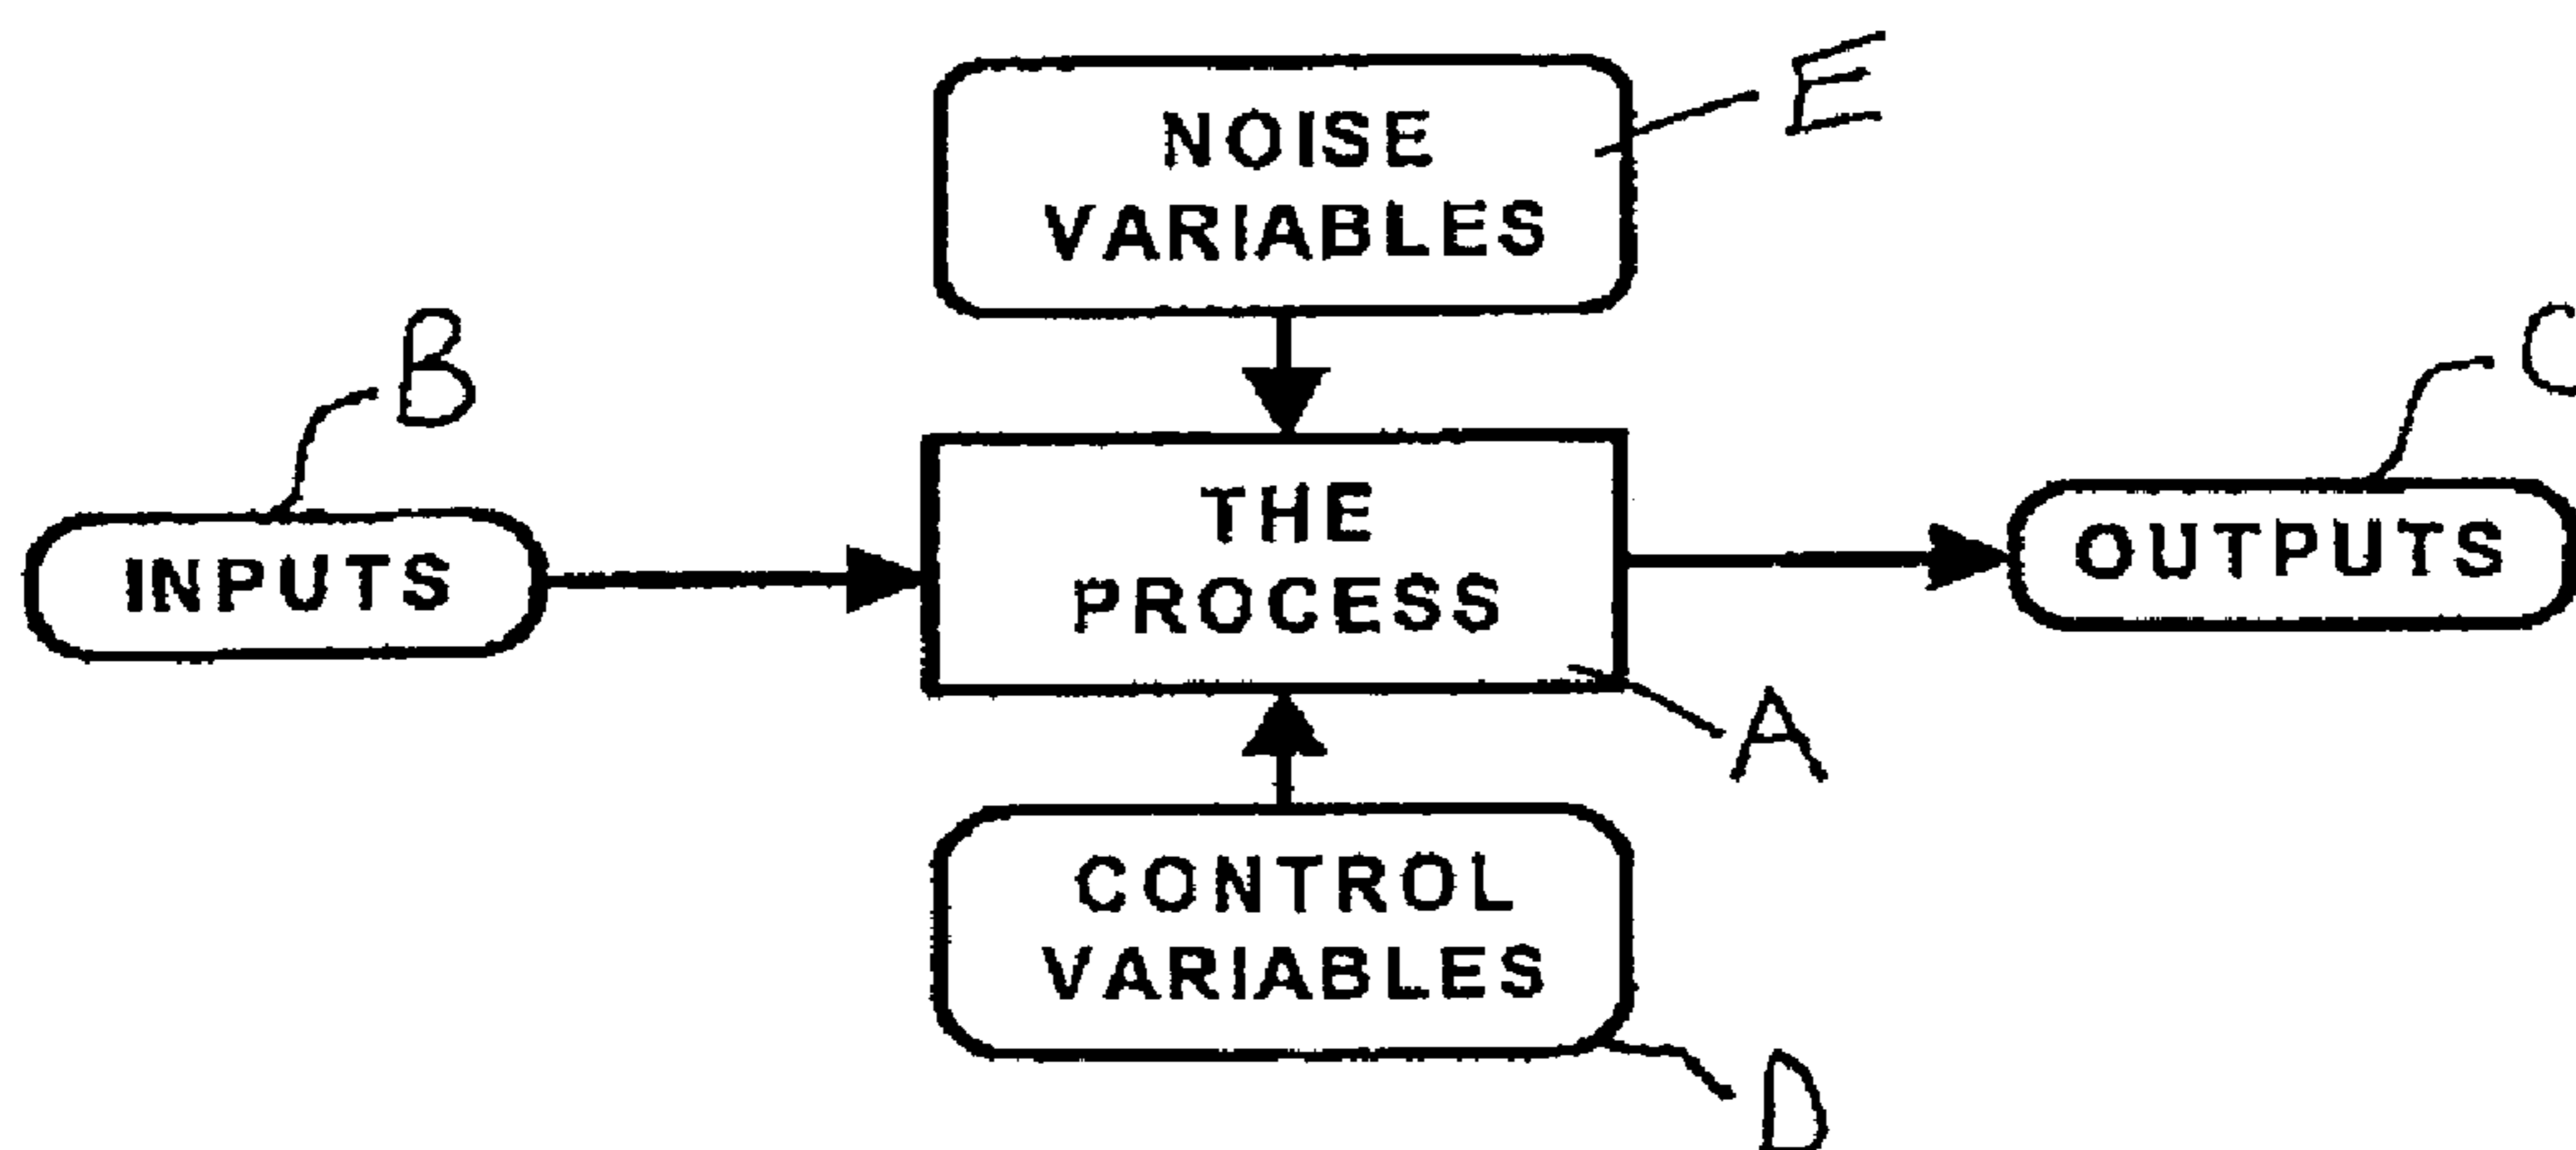 E
NOISE
VARIABLES
B
C
THE
PROCESS
INPUTS
OUTPUTS
A
CONTROL
VARIABLES
D